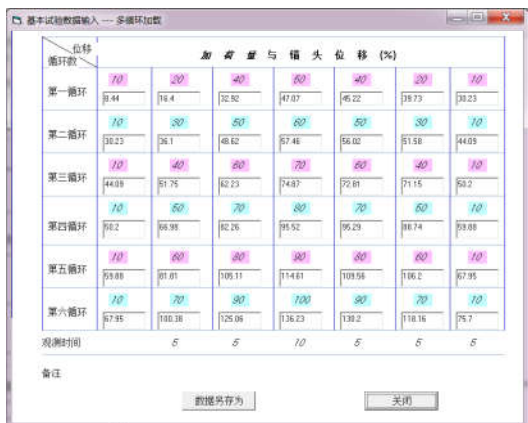 基本试验数据输入 --- 多循环加载
位移
循环数
加 荷 量 与 锚 头 位 移 (%)
10 20 40 40 20 10
第一循环
8.44 16.4 32.92 47.07 45.22 39.73 30.23
10 30 50 60 50 30 10
第二循环
30.23 36.1 48.62 57.46 56.02 51.58 44.09
10 40 60 70 60 40 10
第三循环
44.09 51.75 62.23 74.87 72.81 71.15 50.2
10 50 70 80 70 50 10
第四循环
50.2 66.98 82.26 95.52 95.29 88.74 59.88
10 60 80 90 80 60 10
第五循环
59.88 81.81 105.11 114.61 109.56 106.2 67.95
10 70 90 100 90 70 10
第六循环
67.95 100.38 125.06 136.23 130.2 118.16 75.7
观测时间 5 5 10 5 5 5
备注
数据另存为 关闭